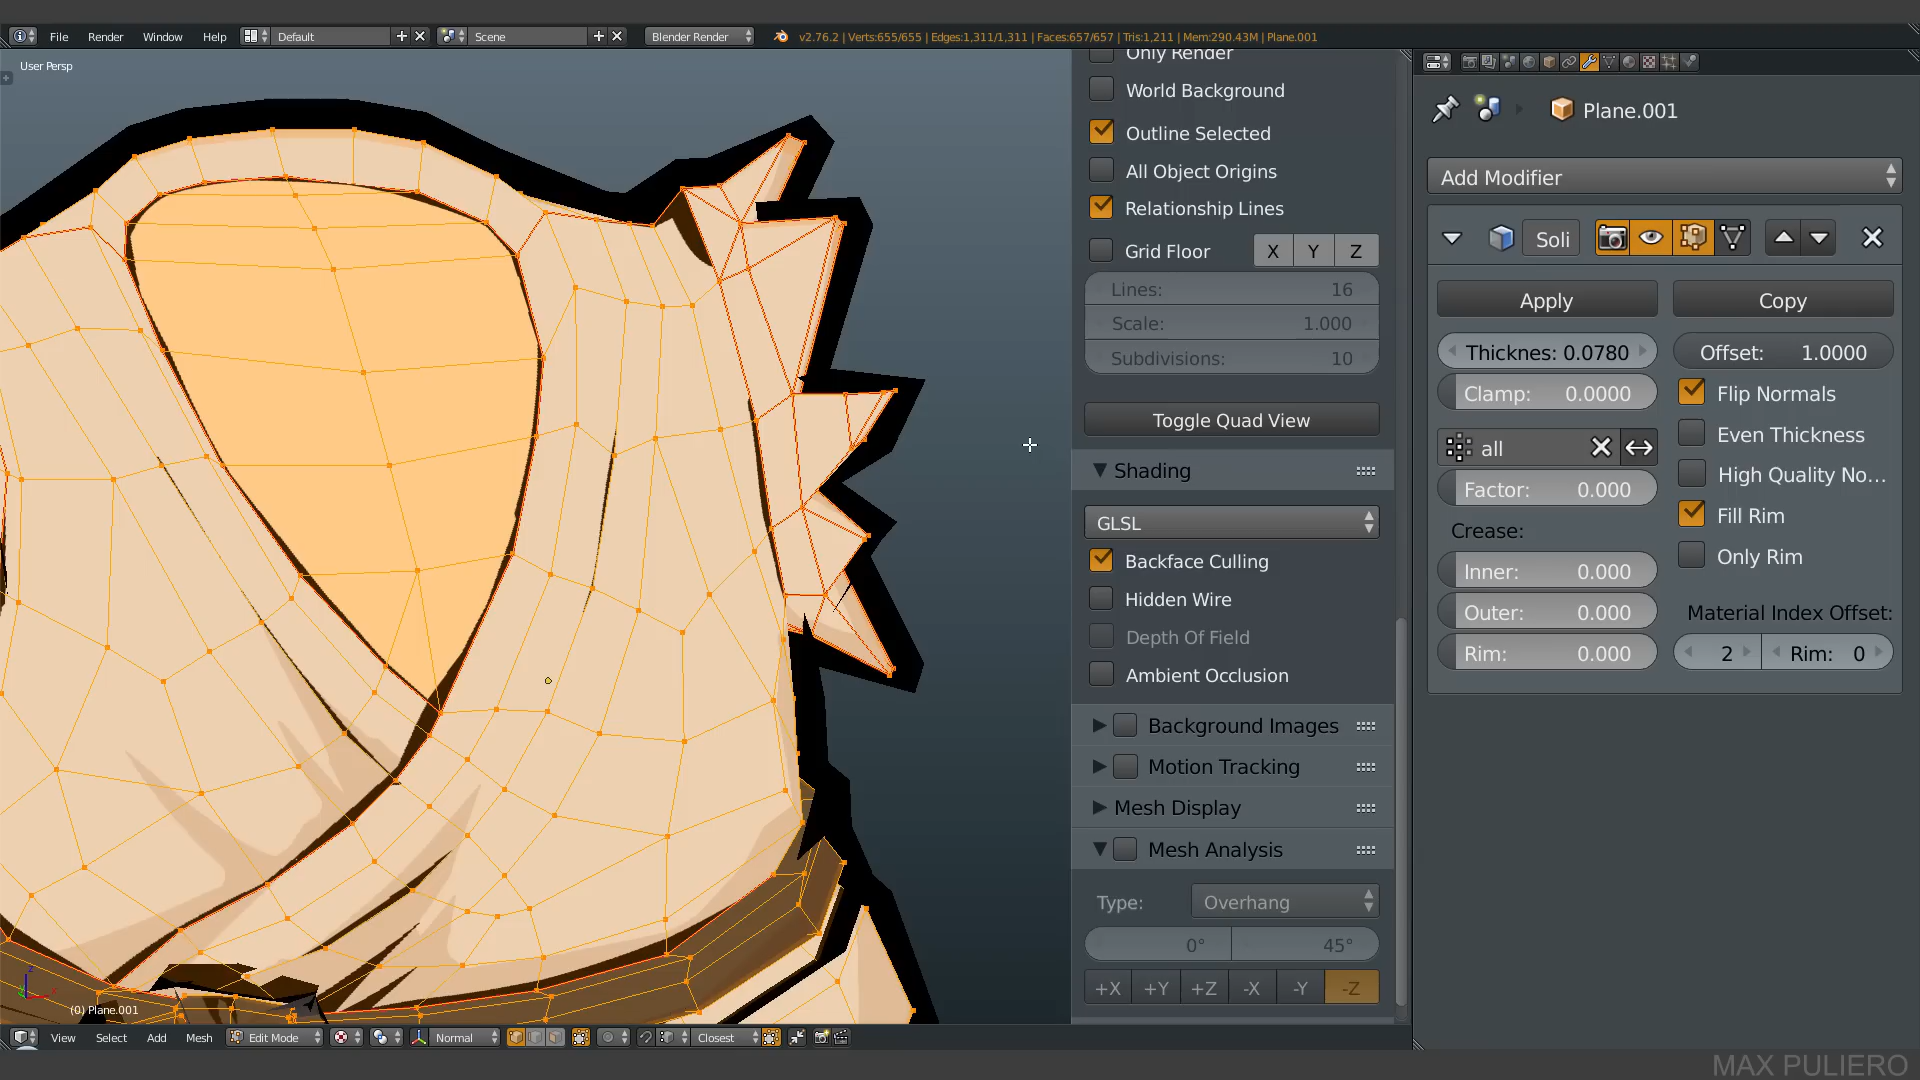 File Render Window Help Default Scene Blender Render v2.76.2 | Verts:655/655 | Edges:1,311/1,311 | Faces:657/657 | Tris:1,211 | Mem:290.43M | Plane.001
User Persp
Only Render
World Background
Outline Selected
All Object Origins
Relationship Lines
Grid Floor X Y Z
Lines: 16
Scale: 1.000
Subdivisions: 10
Toggle Quad View
Shading
GLSL
Backface Culling
Hidden Wire
Depth Of Field
Ambient Occlusion
Background Images
Motion Tracking
Mesh Display
Mesh Analysis
Type: Overhang
0° 45°
+X +Y +Z -X -Y -Z
Plane.001
Add Modifier
Soli
Apply Copy
Thicknes: 0.0780 Offset: 1.0000
Clamp: 0.0000 Flip Normals
Even Thickness
all High Quality No...
Factor: 0.000
Fill Rim
Crease:
Only Rim
Inner: 0.000
Outer: 0.000 Material Index Offset:
Rim: 0.000 2 Rim: 0
z
x
(0) Plane.001
View Select Add Mesh Edit Mode Normal Closest
MAX PULIERO